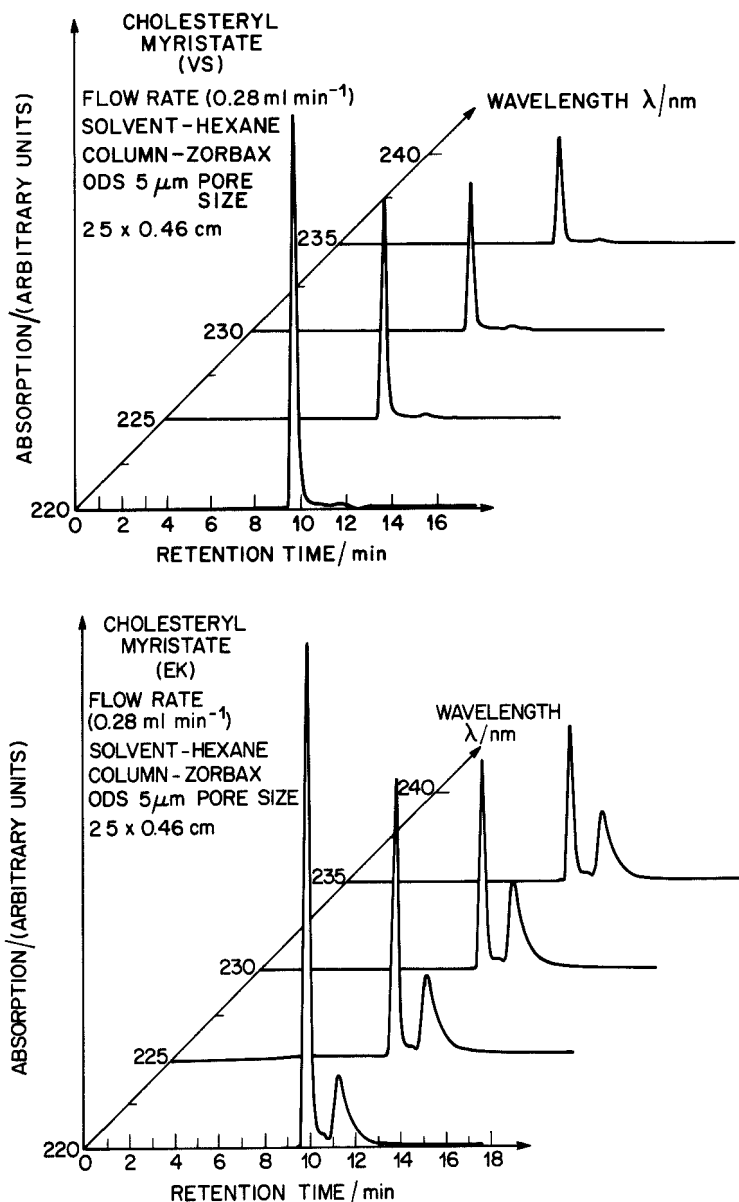 CHOLESTERYL
MYRISTATE
(VS)
FLOW RATE (0.28 ml min⁻¹)
SOLVENT-HEXANE
COLUMN-ZORBAX
ODS 5 μm PORE
SIZE
25 x 0.46 cm
WAVELENGTH λ/nm
240
235
230
225
220
ABSORPTION/(ARBITRARY UNITS)
0 2 4 6 8 10 12 14 16
RETENTION TIME/min
CHOLESTERYL
MYRISTATE
(EK)
FLOW RATE
(0.28 ml min⁻¹)
SOLVENT-HEXANE
COLUMN-ZORBAX
ODS 5μm PORE SIZE
25 x 0.46 cm
WAVELENGTH
λ/nm
240
235
230
225
220
ABSORPTION/(ARBITRARY UNITS)
0 2 4 6 8 10 12 14 16 18
RETENTION TIME/min